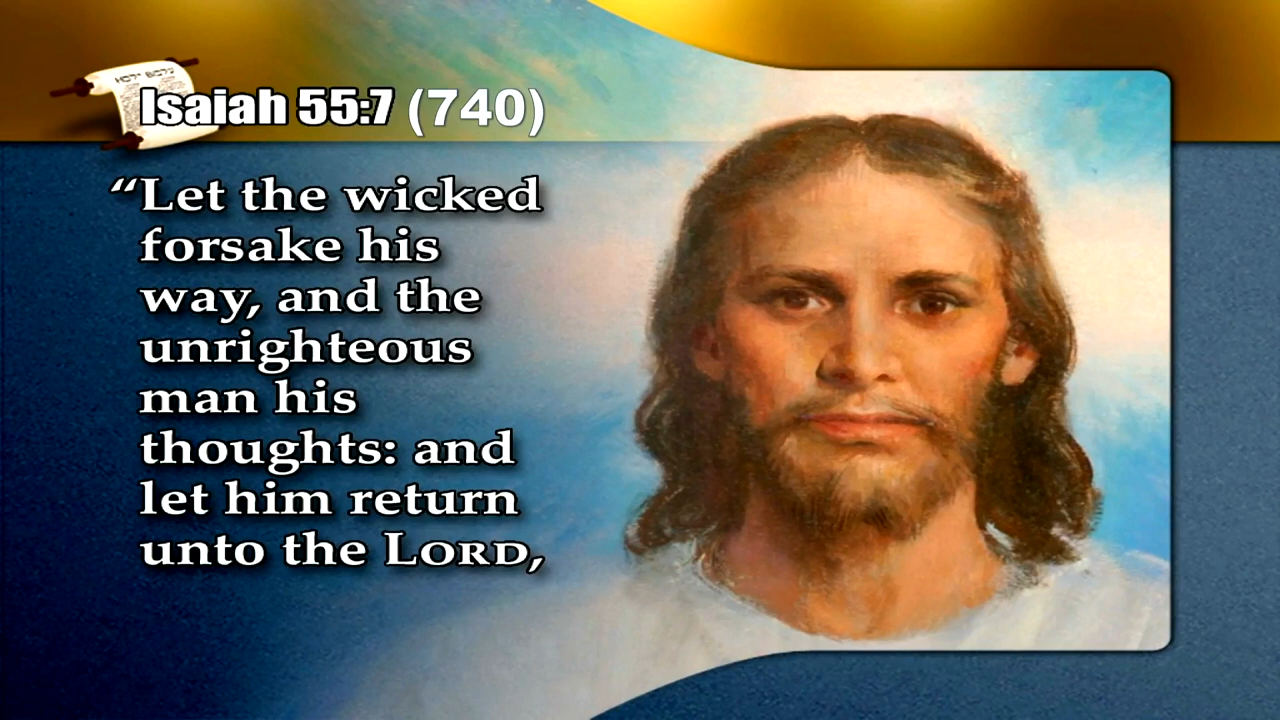 Isaiah 55:7 (740)
“Let the wicked
forsake his
way, and the
unrighteous
man his
thoughts: and
let him return
unto the LORD,